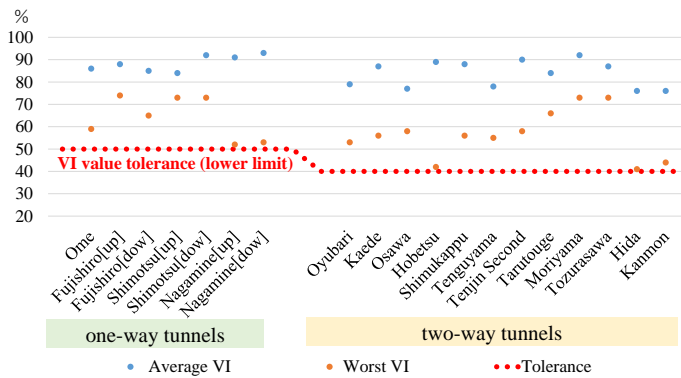 %
100
90
80
70
60
50
40
30
20
VI value tolerance (lower limit)
Ome
Fujishiro[up]
Fujishiro[dow]
Shimotsu[up]
Shimotsu[dow]
Nagamine[up]
Nagamine[dow]
Oyubari
Kaede
Osawa
Hobetsu
Shimukappu
Tenguyama
Tenjin Second
Tarutouge
Moriyama
Tozurasawa
Hida
Kanmon
one-way tunnels
two-way tunnels
Average VI
Worst VI
Tolerance